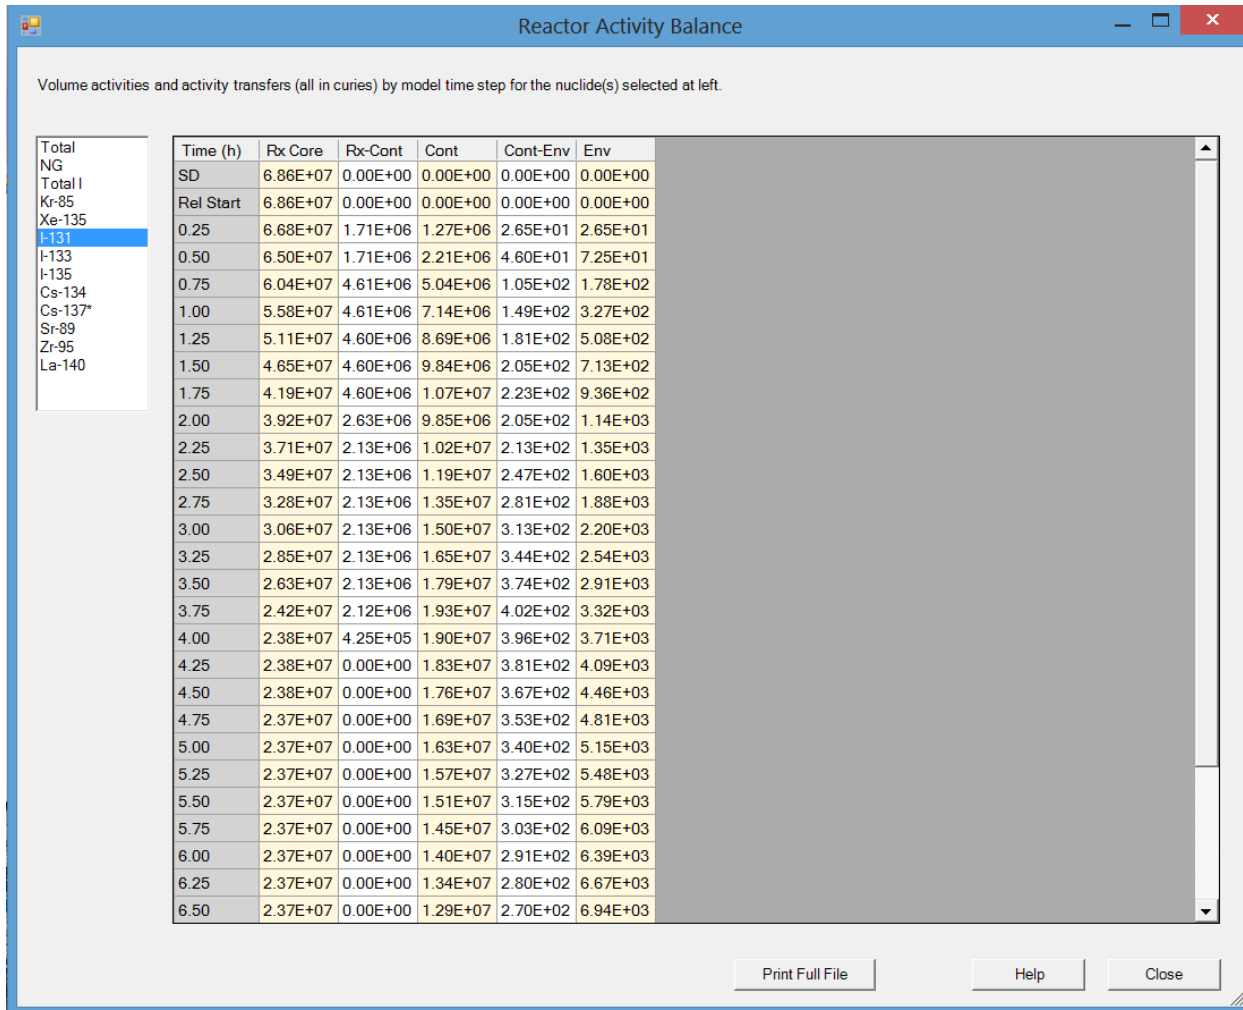 Reactor Activity Balance
Volume activities and activity transfers (all in curies) by model time step for the nuclide(s) selected at left.
Total
NG
Total I
Kr-85
Xe-135
I-131
I-133
I-135
Cs-134
Cs-137*
Sr-89
Zr-95
La-140
Time (h) Rx Core Rx-Cont Cont Cont-Env Env
SD 6.86E+07 0.00E+00 0.00E+00 0.00E+00 0.00E+00
Rel Start 6.86E+07 0.00E+00 0.00E+00 0.00E+00 0.00E+00
0.25 6.68E+07 1.71E+06 1.27E+06 2.65E+01 2.65E+01
0.50 6.50E+07 1.71E+06 2.21E+06 4.60E+01 7.25E+01
0.75 6.04E+07 4.61E+06 5.04E+06 1.05E+02 1.78E+02
1.00 5.58E+07 4.61E+06 7.14E+06 1.49E+02 3.27E+02
1.25 5.11E+07 4.60E+06 8.69E+06 1.81E+02 5.08E+02
1.50 4.65E+07 4.60E+06 9.84E+06 2.05E+02 7.13E+02
1.75 4.19E+07 4.60E+06 1.07E+07 2.23E+02 9.36E+02
2.00 3.92E+07 2.63E+06 9.85E+06 2.05E+02 1.14E+03
2.25 3.71E+07 2.13E+06 1.02E+07 2.13E+02 1.35E+03
2.50 3.49E+07 2.13E+06 1.19E+07 2.47E+02 1.60E+03
2.75 3.28E+07 2.13E+06 1.35E+07 2.81E+02 1.88E+03
3.00 3.06E+07 2.13E+06 1.50E+07 3.13E+02 2.20E+03
3.25 2.85E+07 2.13E+06 1.65E+07 3.44E+02 2.54E+03
3.50 2.63E+07 2.13E+06 1.79E+07 3.74E+02 2.91E+03
3.75 2.42E+07 2.12E+06 1.93E+07 4.02E+02 3.32E+03
4.00 2.38E+07 4.25E+05 1.90E+07 3.96E+02 3.71E+03
4.25 2.38E+07 0.00E+00 1.83E+07 3.81E+02 4.09E+03
4.50 2.38E+07 0.00E+00 1.76E+07 3.67E+02 4.46E+03
4.75 2.37E+07 0.00E+00 1.69E+07 3.53E+02 4.81E+03
5.00 2.37E+07 0.00E+00 1.63E+07 3.40E+02 5.15E+03
5.25 2.37E+07 0.00E+00 1.57E+07 3.27E+02 5.48E+03
5.50 2.37E+07 0.00E+00 1.51E+07 3.15E+02 5.79E+03
5.75 2.37E+07 0.00E+00 1.45E+07 3.03E+02 6.09E+03
6.00 2.37E+07 0.00E+00 1.40E+07 2.91E+02 6.39E+03
6.25 2.37E+07 0.00E+00 1.34E+07 2.80E+02 6.67E+03
6.50 2.37E+07 0.00E+00 1.29E+07 2.70E+02 6.94E+03
Print Full File Help Close